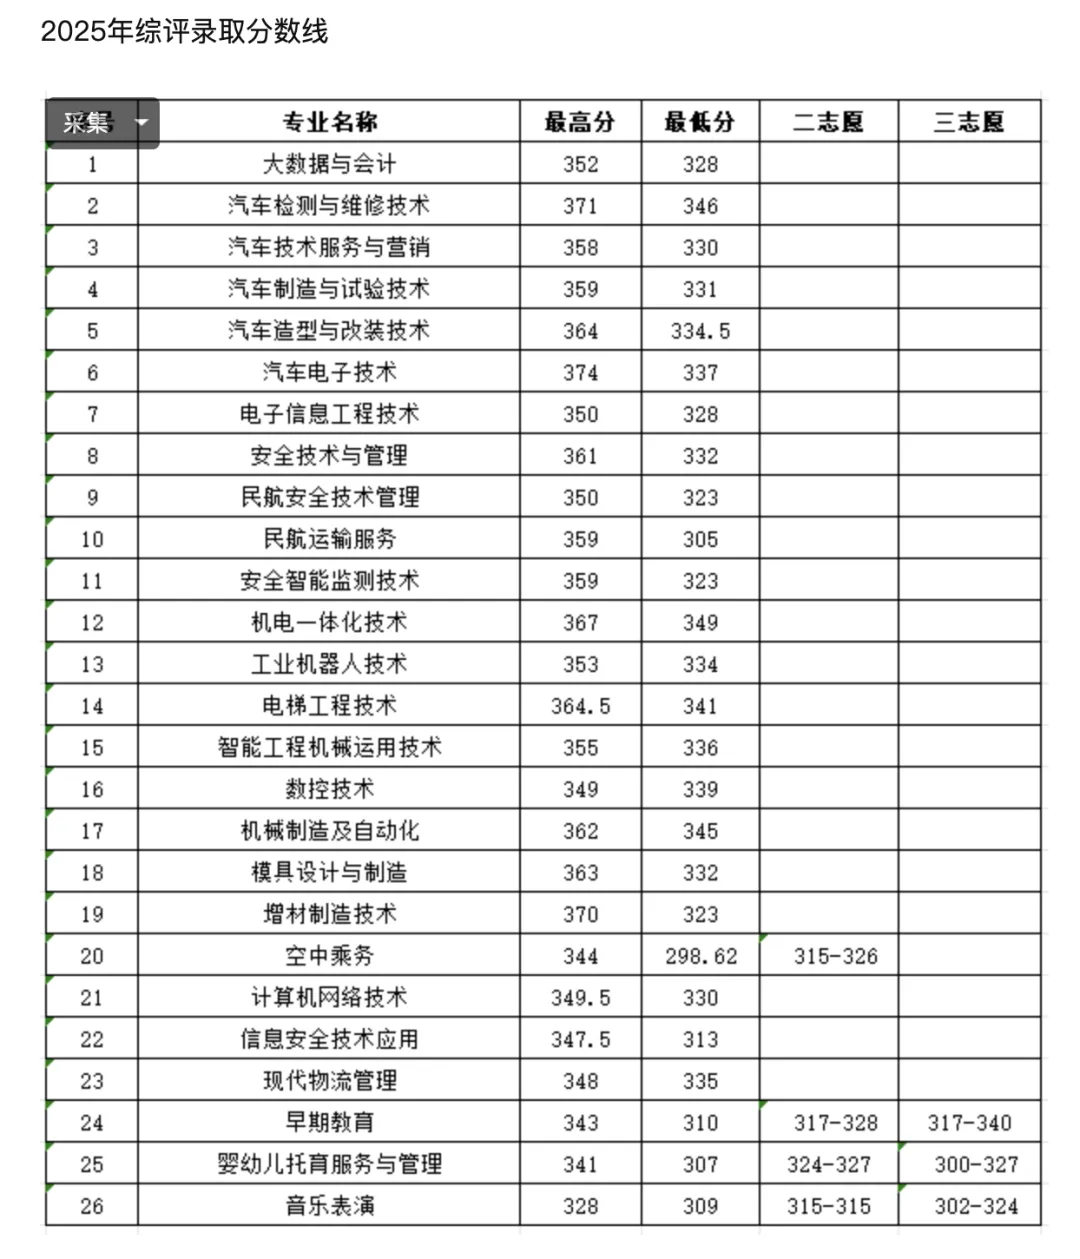 2025年综评录取分数线
采集 专业名称 最高分 最低分 二志愿 三志愿
1 大数据与会计 352 328
2 汽车检测与维修技术 371 346
3 汽车技术服务与营销 358 330
4 汽车制造与试验技术 359 331
5 汽车造型与改装技术 364 334.5
6 汽车电子技术 374 337
7 电子信息工程技术 350 328
8 安全技术与管理 361 332
9 民航安全技术管理 350 323
10 民航运输服务 359 305
11 安全智能监测技术 359 323
12 机电一体化技术 367 349
13 工业机器人技术 353 334
14 电梯工程技术 364.5 341
15 智能工程机械运用技术 355 336
16 数控技术 349 339
17 机械制造及自动化 362 345
18 模具设计与制造 363 332
19 增材制造技术 370 323
20 空中乘务 344 298.62 315-326
21 计算机网络技术 349.5 330
22 信息安全技术应用 347.5 313
23 现代物流管理 348 335
24 早期教育 343 310 317-328 317-340
25 婴幼儿托育服务与管理 341 307 324-327 300-327
26 音乐表演 328 309 315-315 302-324